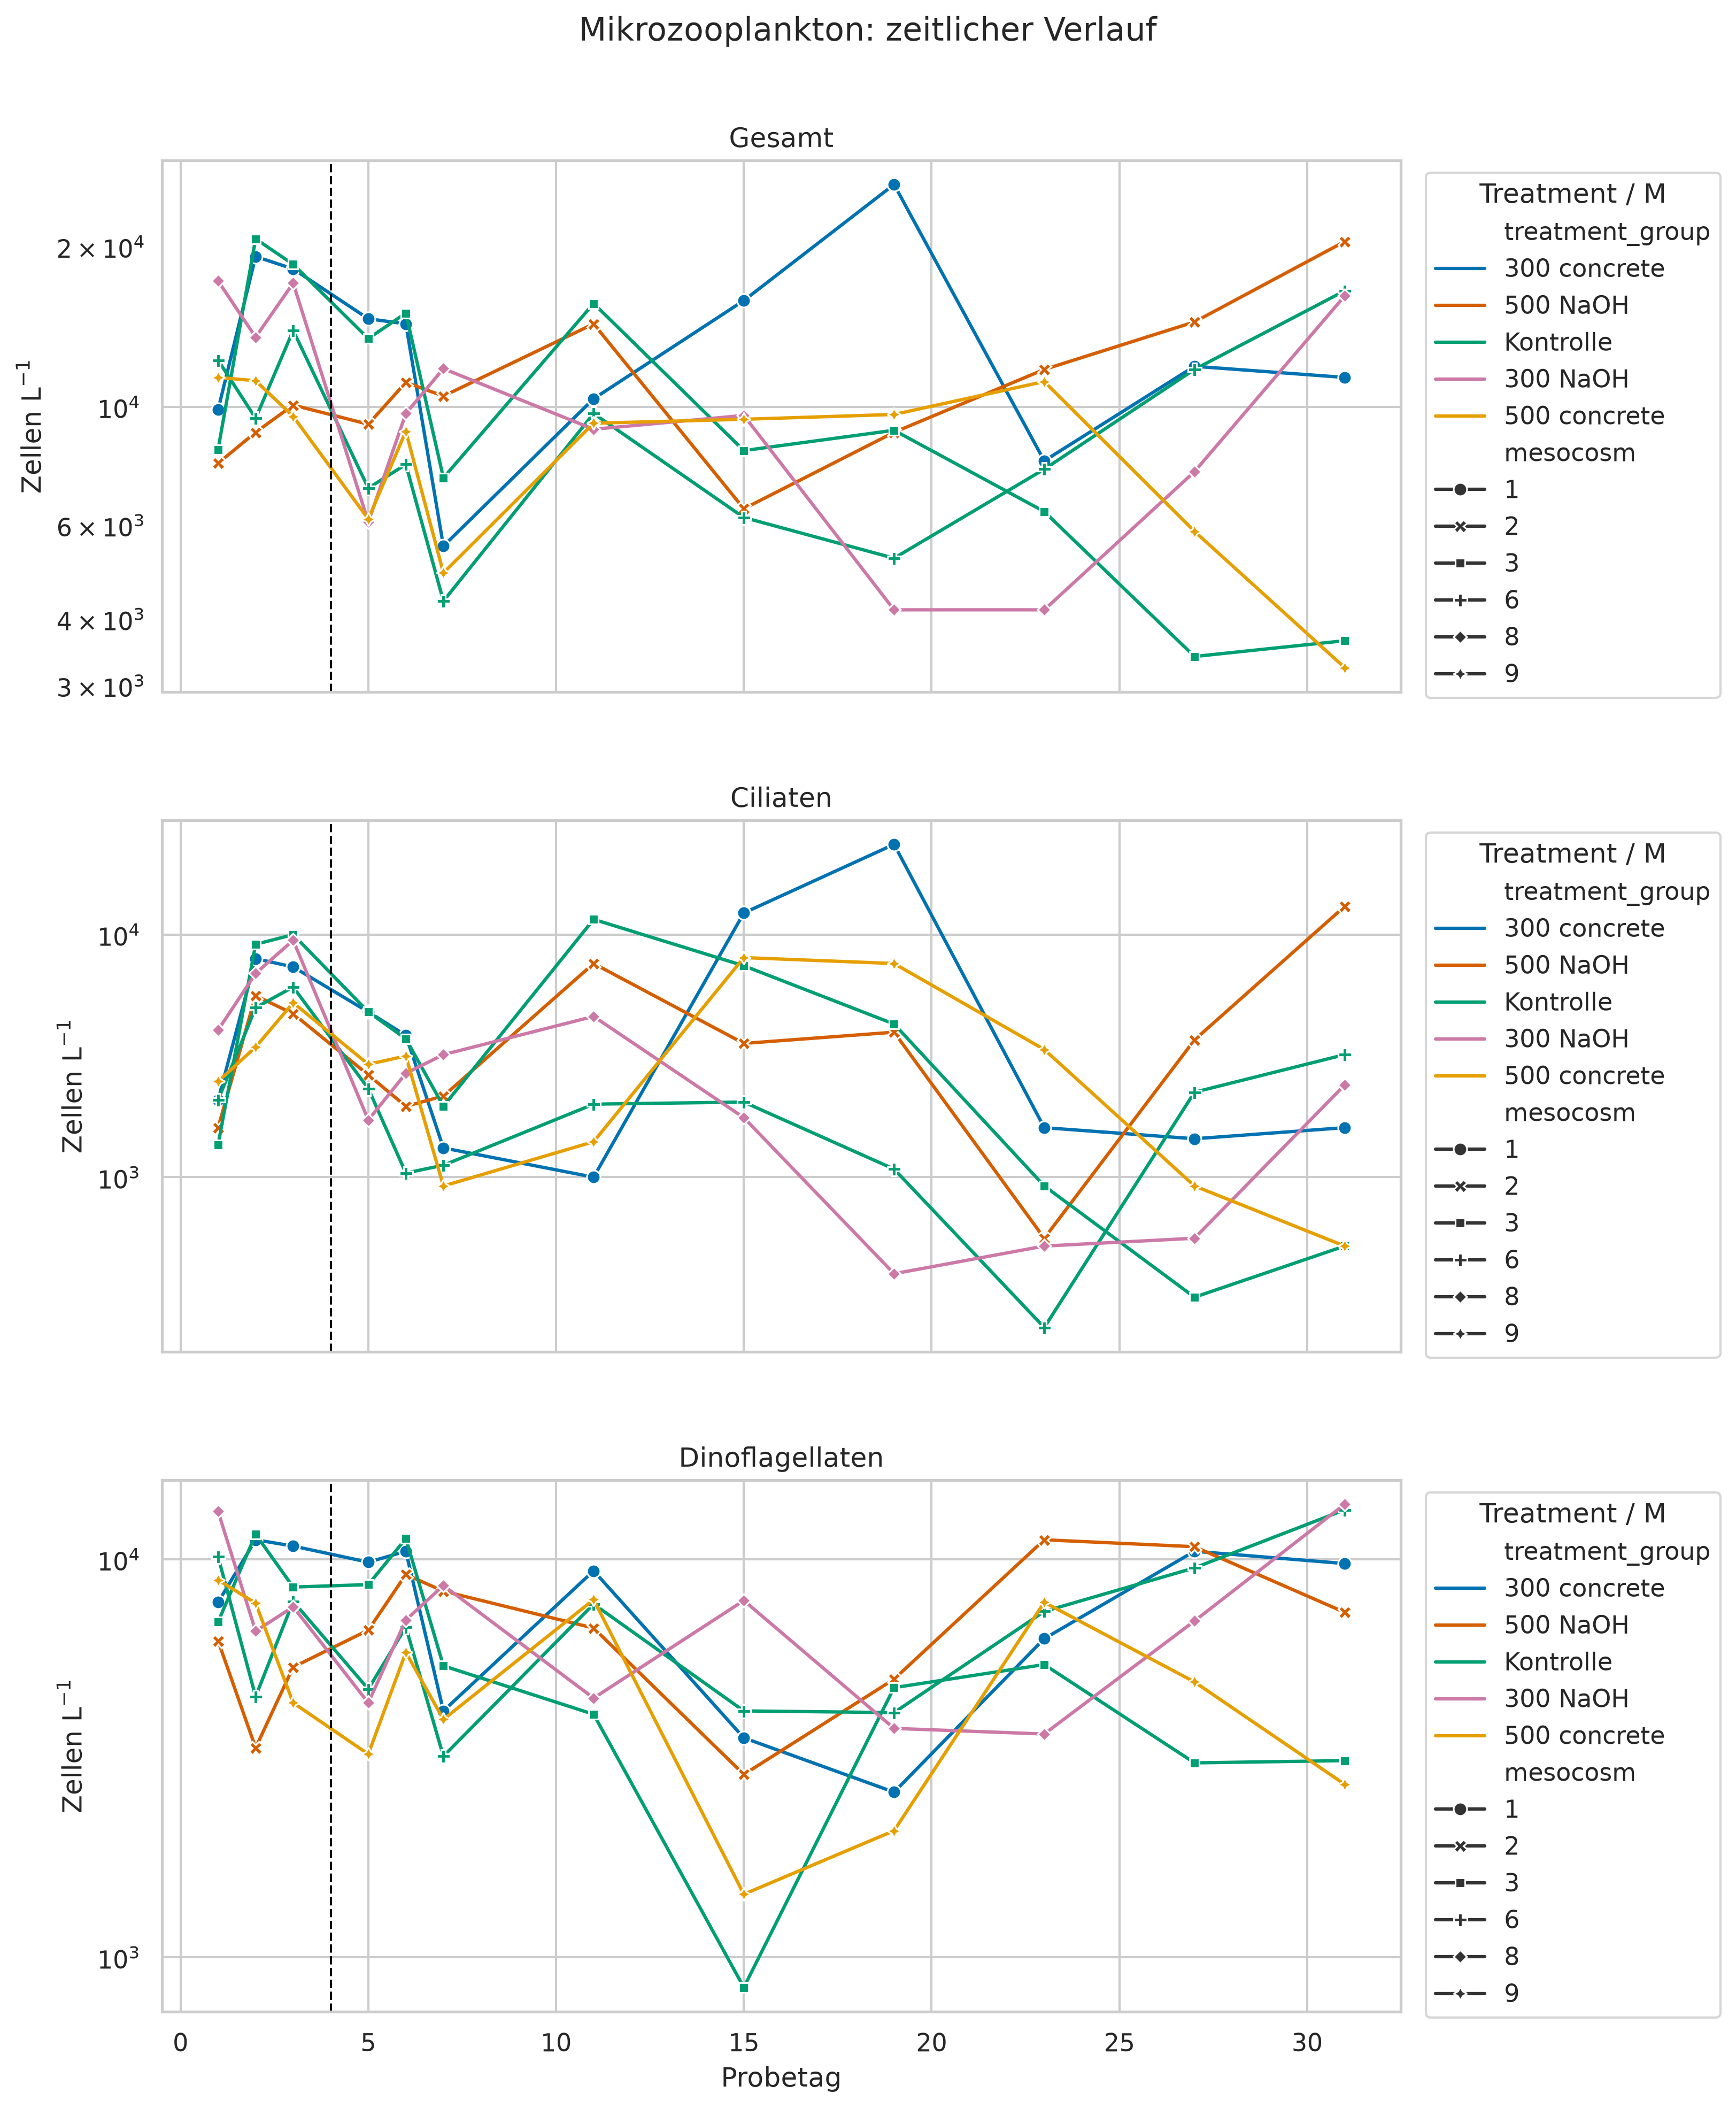 Mikrozooplankton: zeitlicher Verlauf
Gesamt
Zellen L⁻¹
2 × 10⁴
10⁴
6 × 10³
4 × 10³
3 × 10³
Treatment / M
treatment_group
300 concrete
500 NaOH
Kontrolle
300 NaOH
500 concrete
mesocosm
1
2
3
6
8
9
Ciliaten
Zellen L⁻¹
10⁴
10³
Treatment / M
treatment_group
300 concrete
500 NaOH
Kontrolle
300 NaOH
500 concrete
mesocosm
1
2
3
6
8
9
Dinoflagellaten
Zellen L⁻¹
10⁴
10³
Treatment / M
treatment_group
300 concrete
500 NaOH
Kontrolle
300 NaOH
500 concrete
mesocosm
1
2
3
6
8
9
0 5 10 15 20 25 30
Probetag